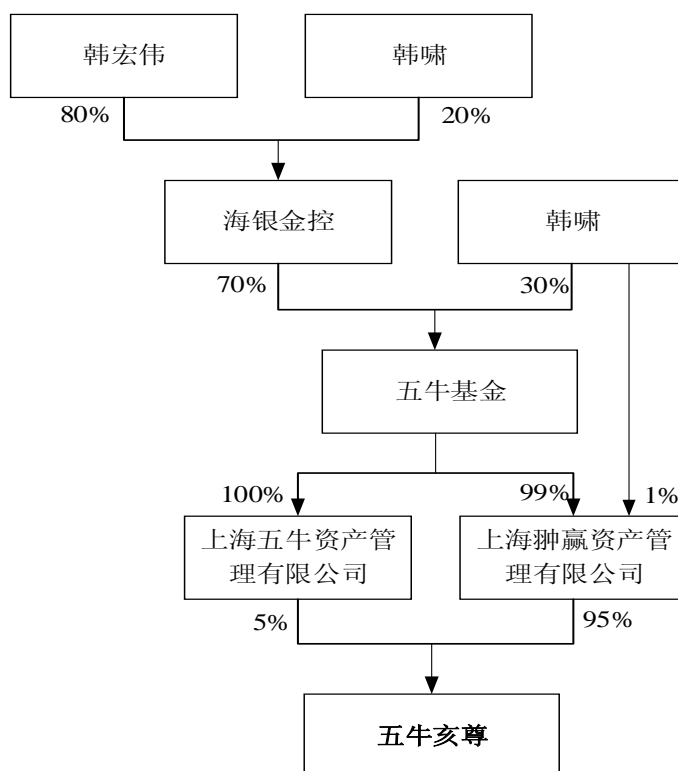 韩宏伟
韩啸
80%
20%
海银金控
韩啸
70%
30%
五牛基金
100%
99%
1%
上海五牛资产管
理有限公司
上海翀赢资产管
理有限公司
5%
95%
五牛亥尊